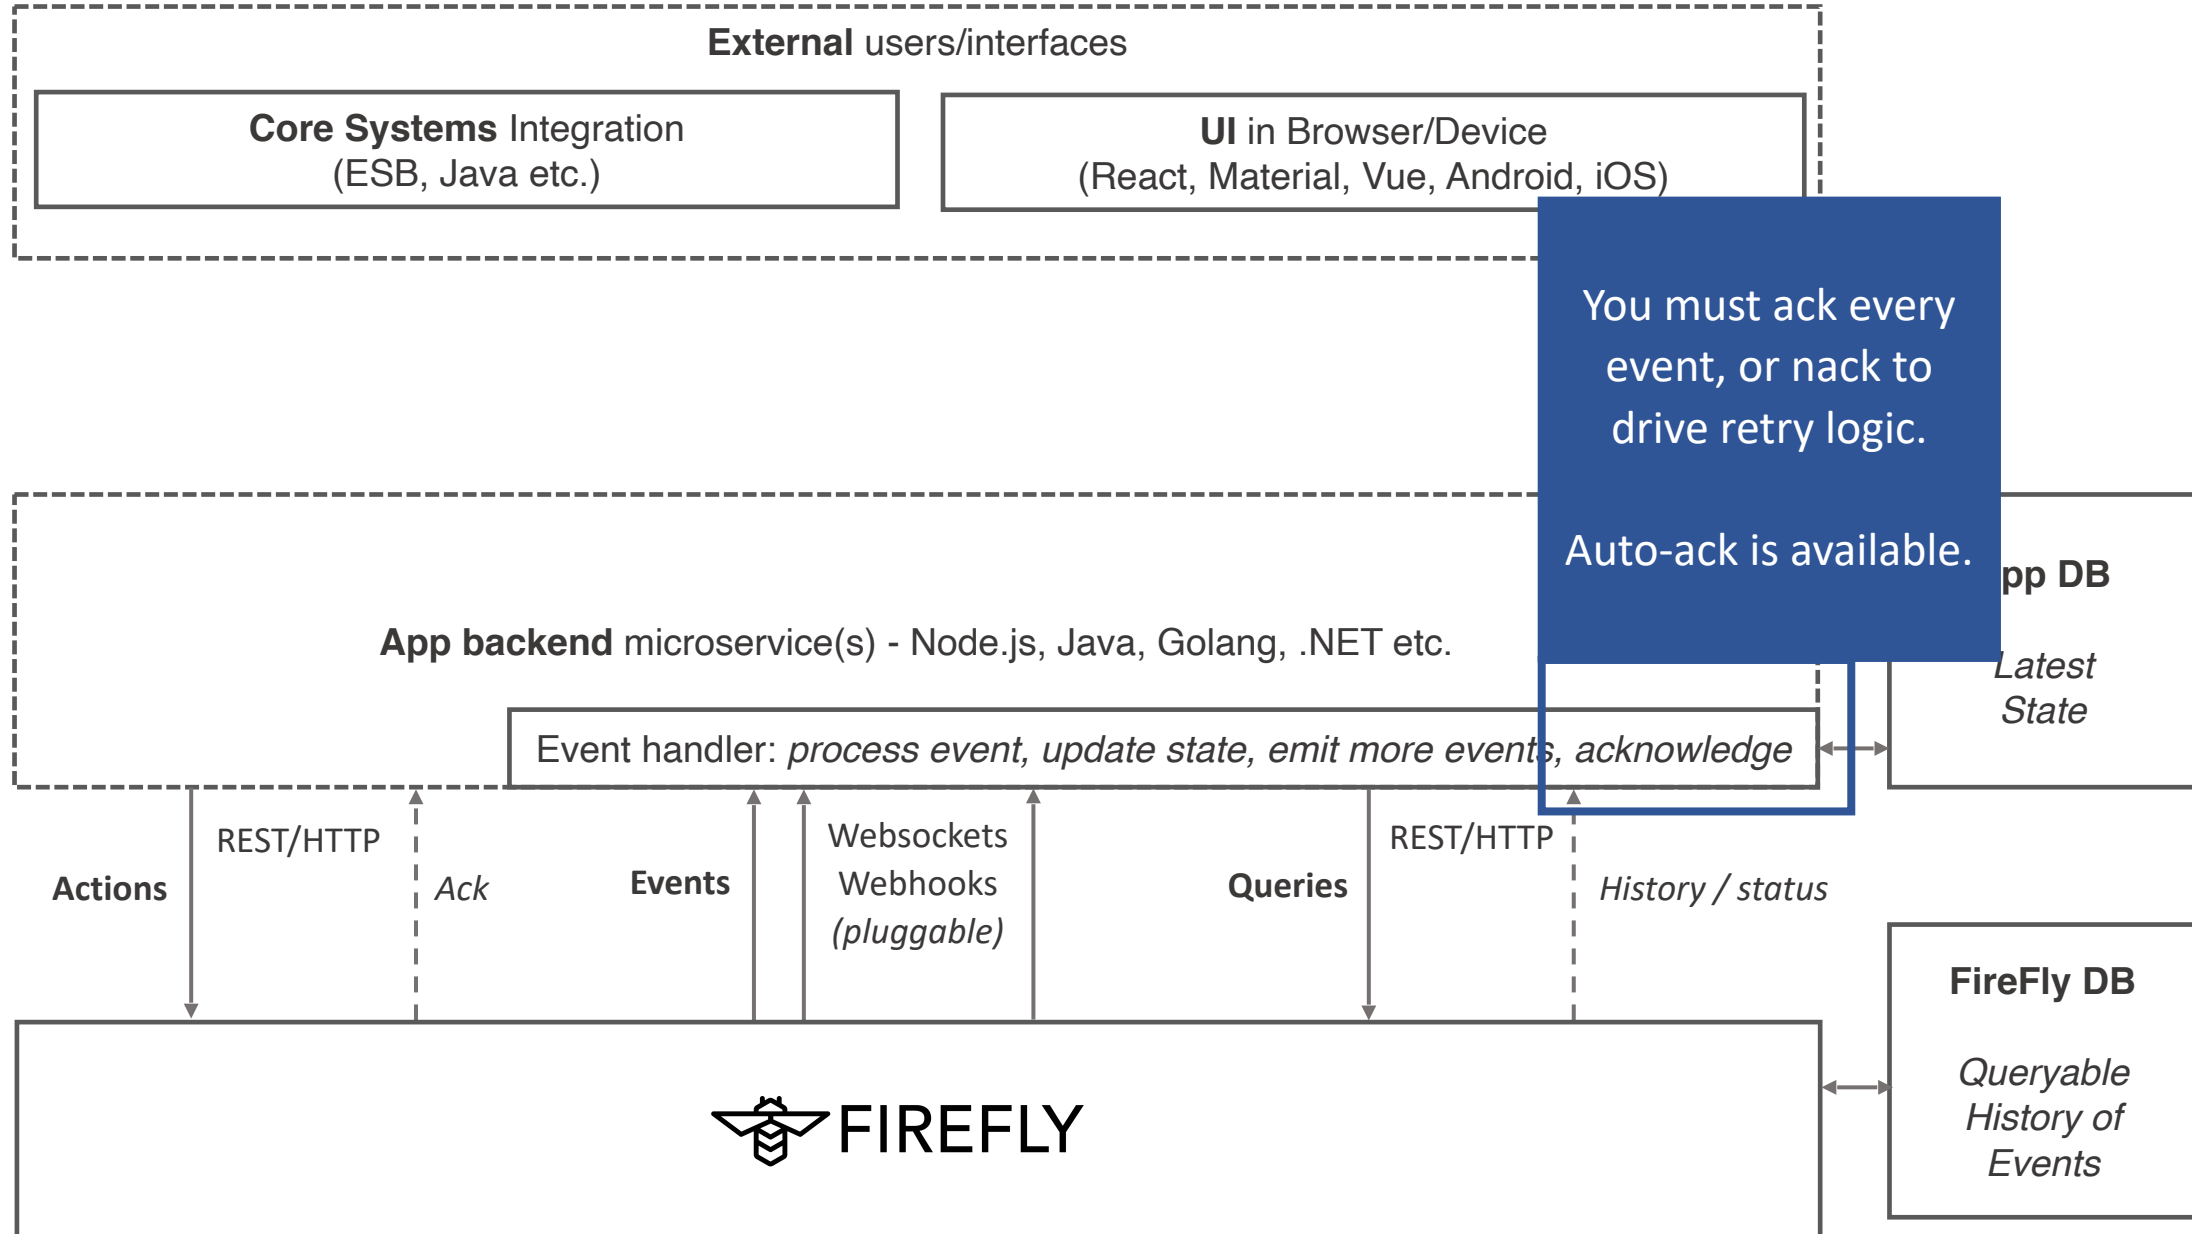 External users/interfaces
Core Systems Integration
(ESB, Java etc.)
UI in Browser/Device
(React, Material, Vue, Android, iOS)
You must ack every
event, or nack to
drive retry logic.
Auto-ack is available.
pp DB
Latest
State
App backend microservice(s) - Node.js, Java, Golang, .NET etc.
Event handler: process event, update state, emit more events, acknowledge
Actions
REST/HTTP
Ack
Events
Websockets
Webhooks
(pluggable)
Queries
REST/HTTP
History / status
FireFly DB
Queryable
History of
Events
FIREFLY